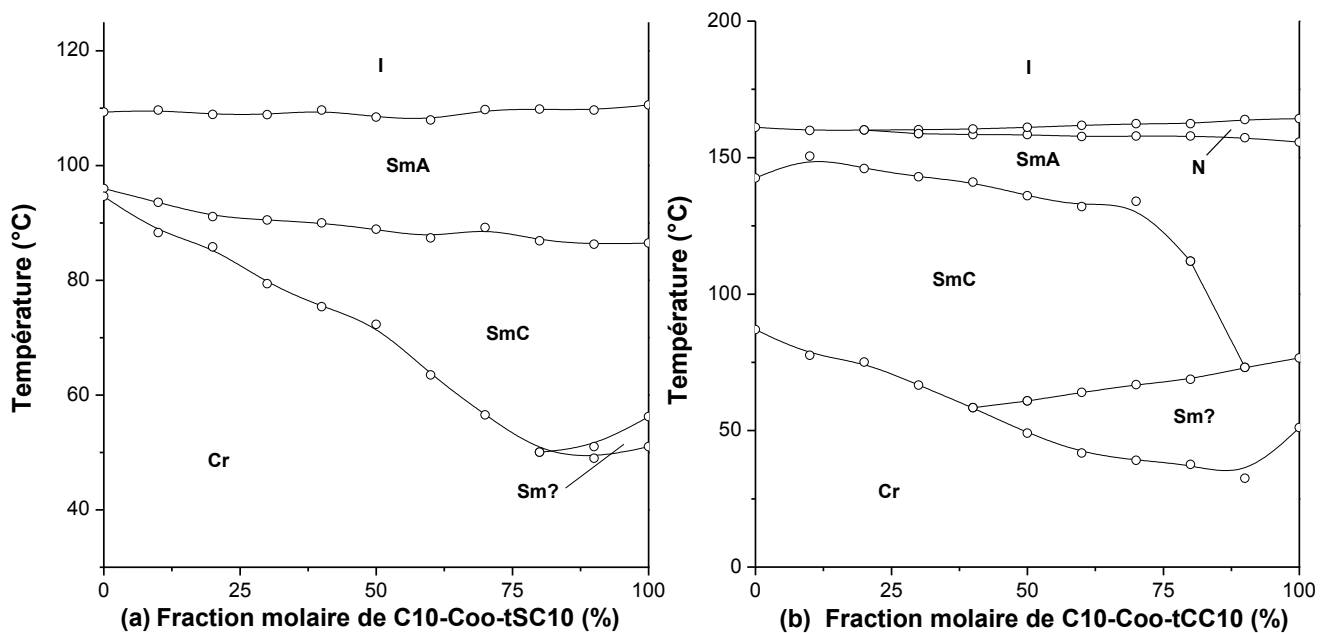 120
100
80
60
40
Température (°C)
I
SmA
SmC
Cr
Sm?
0
25
50
75
100
(a) Fraction molaire de C10-Coo-tSC10 (%)
200
150
100
50
0
Température (°C)
I
SmA
N
SmC
Sm?
Cr
0
25
50
75
100
(b) Fraction molaire de C10-Coo-tCC10 (%)